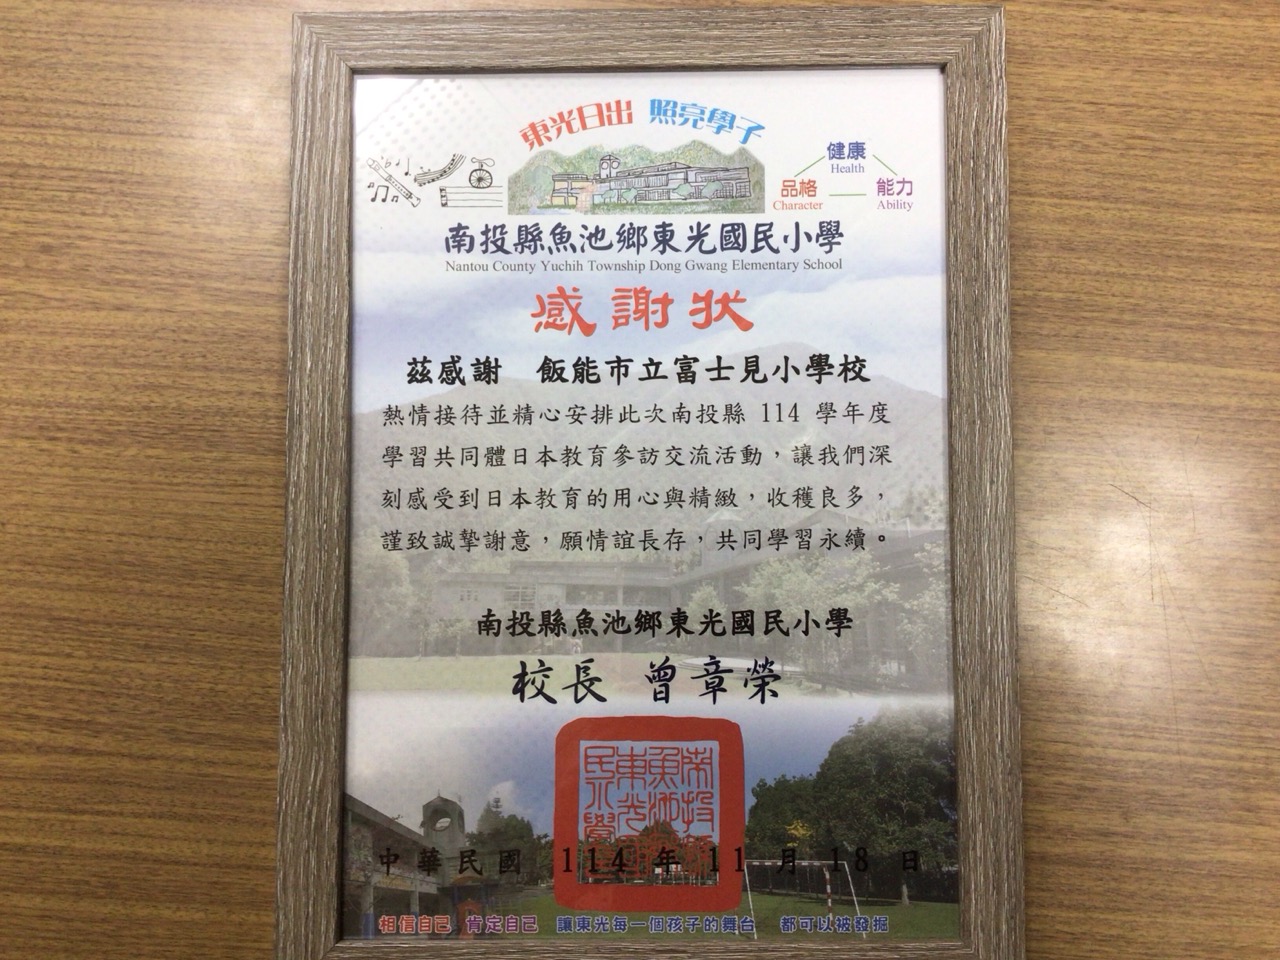 東光日出 照亮學子
健康
Health
品格
Character
能力
Ability
南投縣魚池鄉東光國民小學
Nantou County Yuchih Township Dong Gwang Elementary School
感謝狀
茲感謝 飯能市立富士見小學校
熱情接待並精心安排此次南投縣 114 學年度
學習共同體日本教育參訪交流活動，讓我們深
刻感受到日本教育的用心與精緻，收穫良多，
謹致誠摯謝意，願情誼長存，共同學習永續。
南投縣魚池鄉東光國民小學
校長 曾章榮
中華民國 114 年 11 月 18 日
相信自己 肯定自己 讓東光每一個孩子的舞台 都可以被發掘